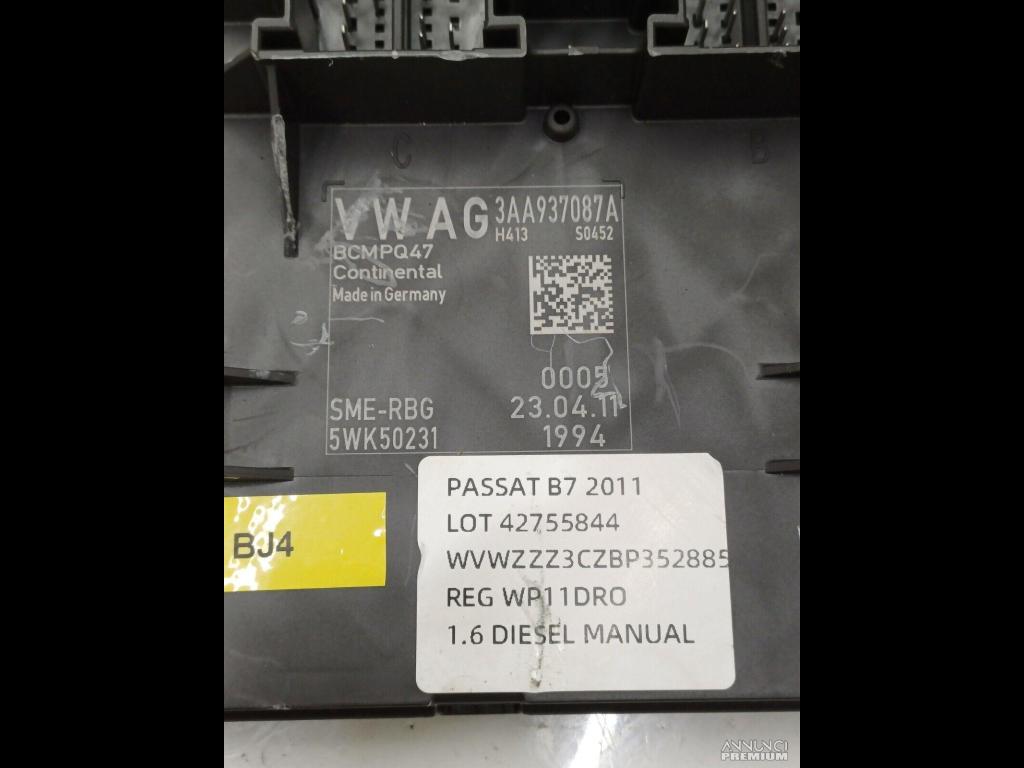 C
B
VW AG 3AA937087A
H413 S0452
BCMPQ47
Continental
Made in Germany
0005
SME-RBG 23.04.11
5WK50231 1994
BJ4
PASSAT B7 2011
LOT 42755844
WVWZZZ3CZBP352885
REG WP11DRO
1.6 DIESEL MANUAL
ANNUNCI
PREMIUM